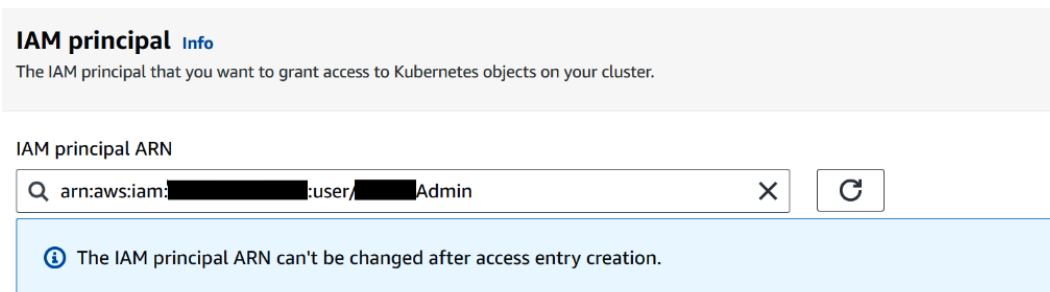 IAM principal Info
The IAM principal that you want to grant access to Kubernetes objects on your cluster.
IAM principal ARN
arn:aws:iam: :user/ Admin
The IAM principal ARN can't be changed after access entry creation.